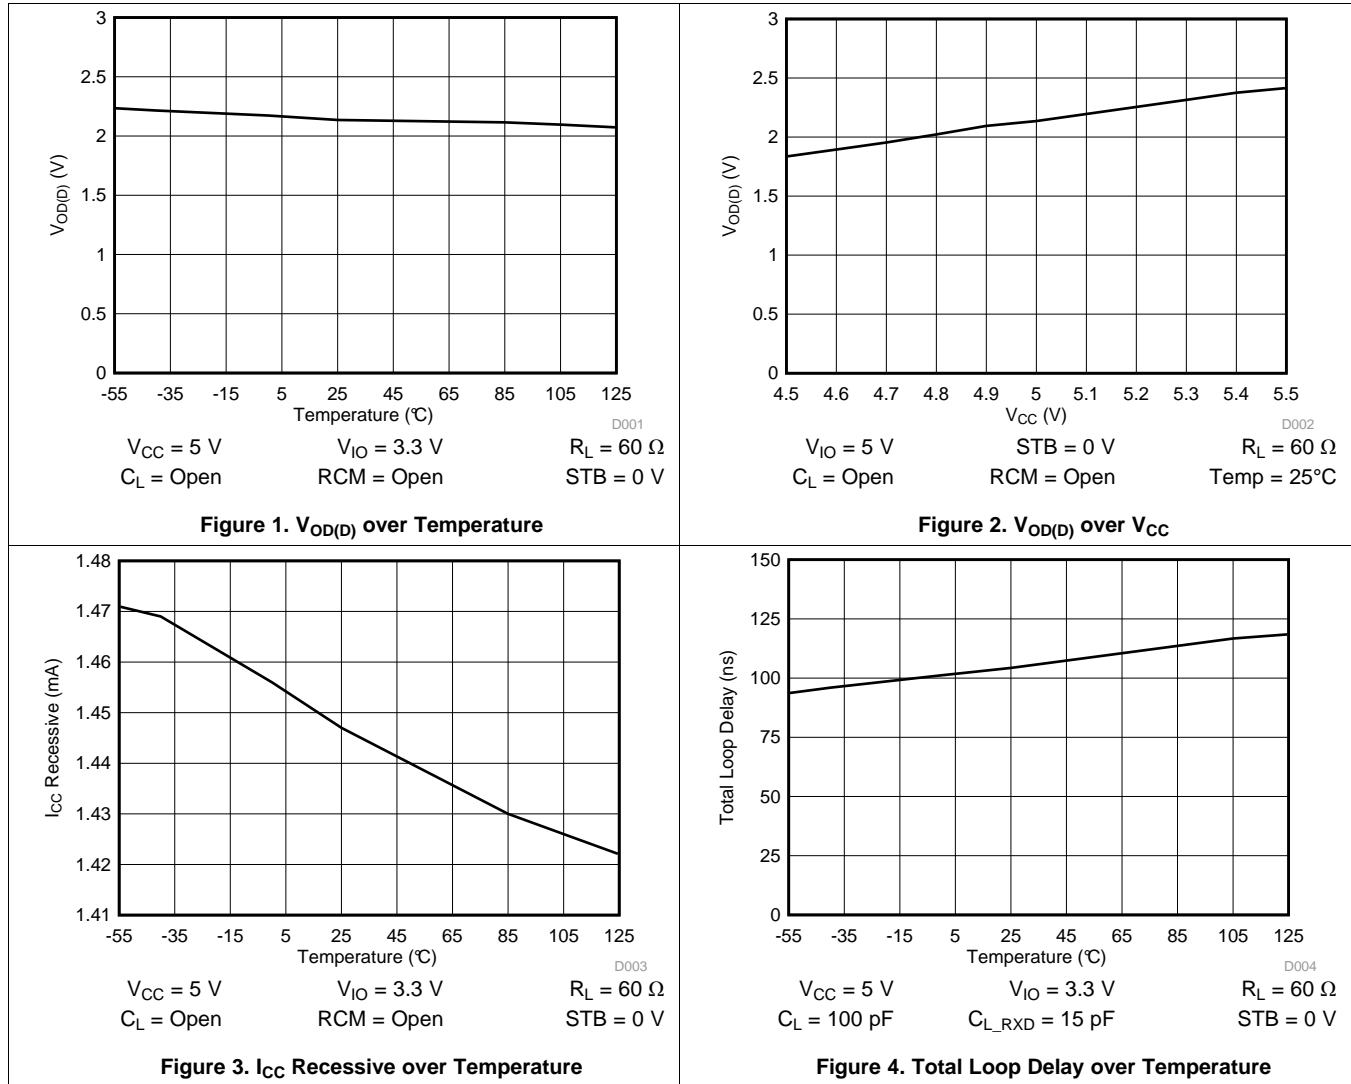 3
2.5
2
1.5
1
0.5
0
V_OD(D) (V)
-55 -35 -15 5 25 45 65 85 105 125
Temperature (°C)
D001
V_CC = 5 V V_IO = 3.3 V R_L = 60 Ω
C_L = Open RCM = Open STB = 0 V
Figure 1. V_OD(D) over Temperature
3
2.5
2
1.5
1
0.5
0
V_OD(D) (V)
4.5 4.6 4.7 4.8 4.9 5 5.1 5.2 5.3 5.4 5.5
V_CC (V)
D002
V_IO = 5 V STB = 0 V R_L = 60 Ω
C_L = Open RCM = Open Temp = 25°C
Figure 2. V_OD(D) over V_CC
1.48
1.47
1.46
1.45
1.44
1.43
1.42
1.41
I_CC Recessive (mA)
-55 -35 -15 5 25 45 65 85 105 125
Temperature (°C)
D003
V_CC = 5 V V_IO = 3.3 V R_L = 60 Ω
C_L = Open RCM = Open STB = 0 V
Figure 3. I_CC Recessive over Temperature
150
125
100
75
50
25
0
Total Loop Delay (ns)
-55 -35 -15 5 25 45 65 85 105 125
Temperature (°C)
D004
V_CC = 5 V V_IO = 3.3 V R_L = 60 Ω
C_L = 100 pF C_L_RXD = 15 pF STB = 0 V
Figure 4. Total Loop Delay over Temperature